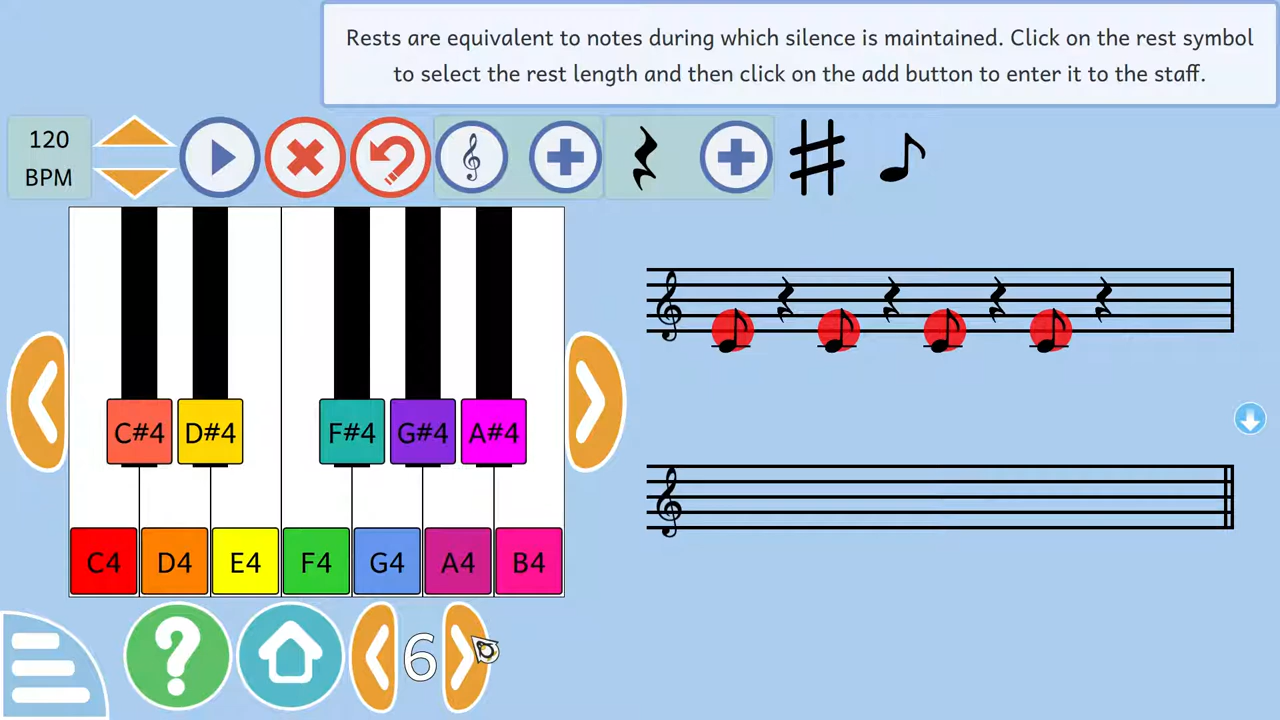 Rests are equivalent to notes during which silence is maintained. Click on the rest symbol
to select the rest length and then click on the add button to enter it to the staff.
120
BPM
C#4 D#4 F#4 G#4 A#4
C4 D4 E4 F4 G4 A4 B4
? 6